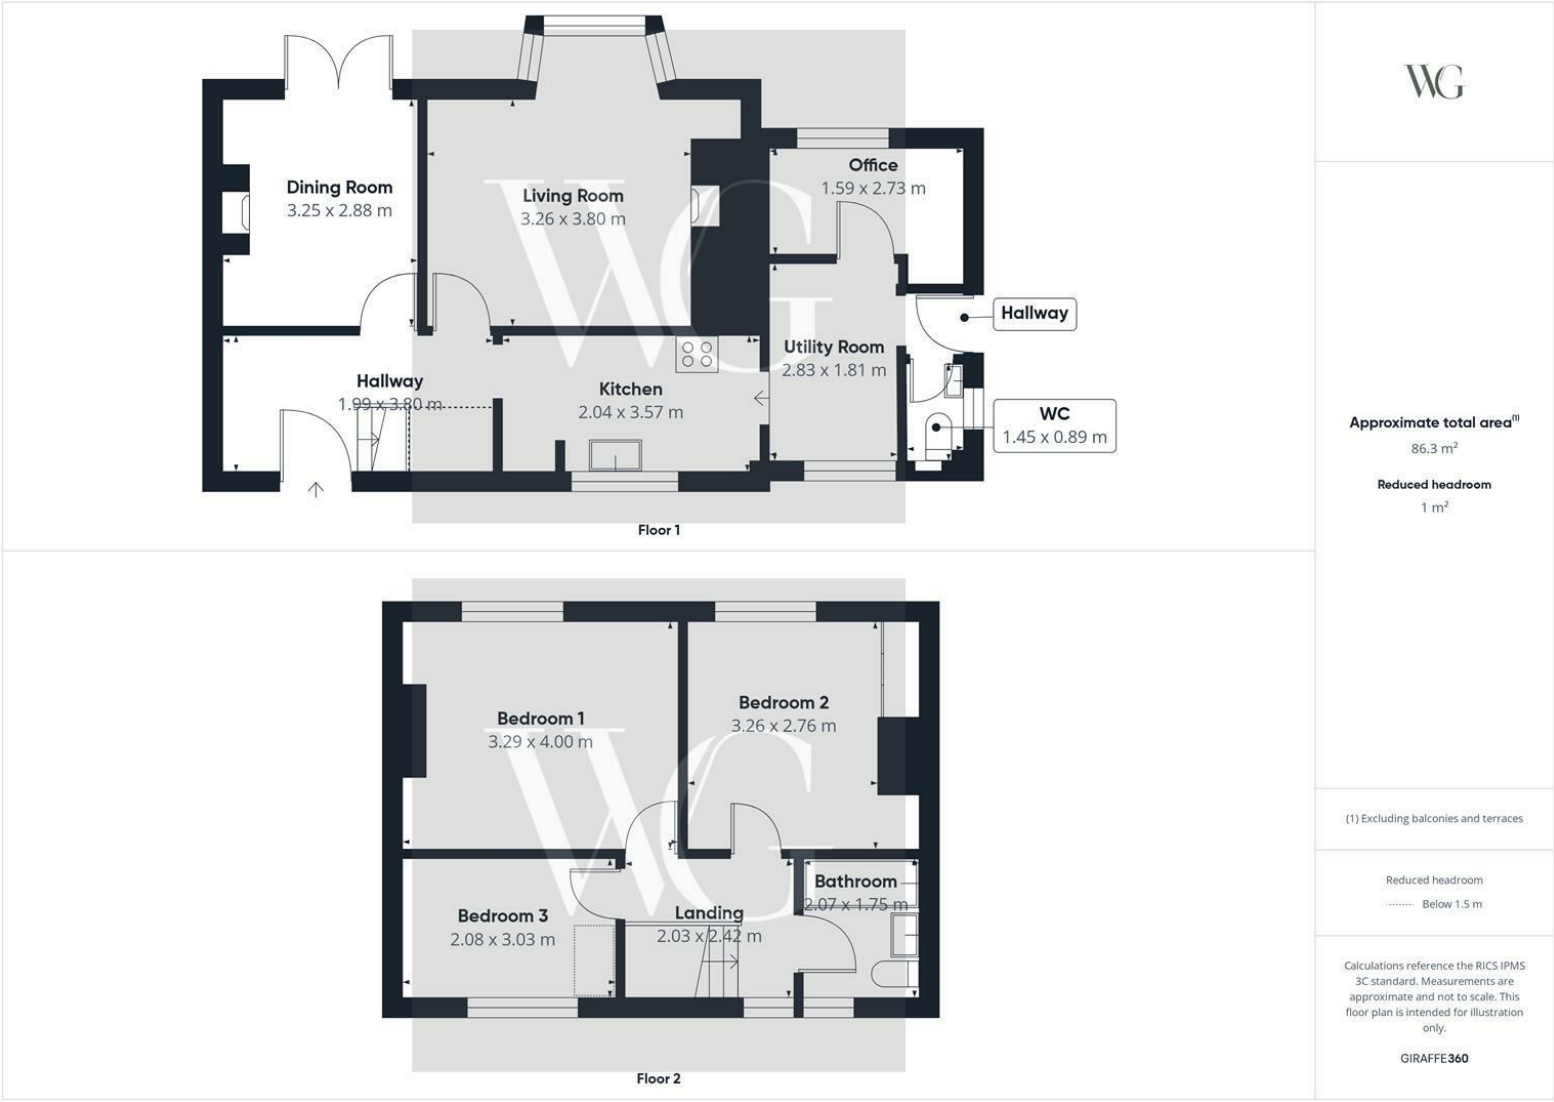 WG
Dining Room
3.25 x 2.88 m
Living Room
3.26 x 3.80 m
Office
1.59 x 2.73 m
Hallway
Utility Room
2.83 x 1.81 m
Hallway
1.99 x 3.80 m
Kitchen
2.04 x 3.57 m
WC
1.45 x 0.89 m
WG
Floor 1
Bedroom 1
3.29 x 4.00 m
Bedroom 2
3.26 x 2.76 m
Bathroom
2.07 x 1.75 m
Bedroom 3
2.08 x 3.03 m
Landing
2.03 x 2.42 m
WG
Floor 2
Approximate total area(1)
86.3 m²
Reduced headroom
1 m²
(1) Excluding balconies and terraces
Reduced headroom
Below 1.5 m
Calculations reference the RICS IPMS
3C standard. Measurements are
approximate and not to scale. This
floor plan is intended for illustration
only.
GIRAFFE360